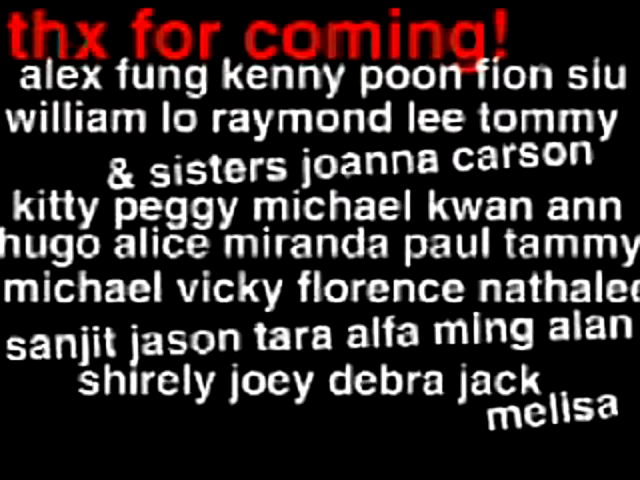 thx for coming!
alex fung kenny poon fion siu
william lo raymond lee tommy
& sisters joanna carson
kitty peggy michael kwan ann
hugo alice miranda paul tammy
michael vicky florence
sanjit jason tara alfa ming alan
shirely joey debra jack
melisa